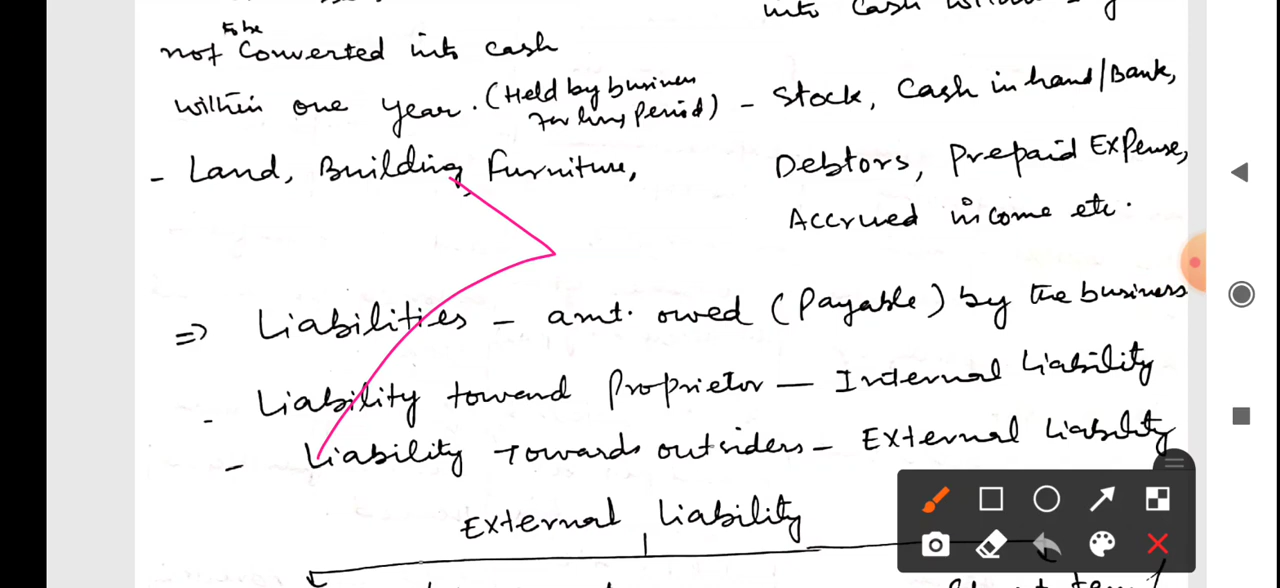 into cash
to be
not converted into cash
within one year. (Held by business
for long period)
- Stock, Cash in hand/Bank,
- Land, Building, Furniture,
Debtors, Prepaid Expense,
Accrued income etc.
=> Liabilities - amt. owed (Payable) by the business
- Liability toward Proprietor — Internal Liability
- Liability Towards outsiders - External Liability
External Liability